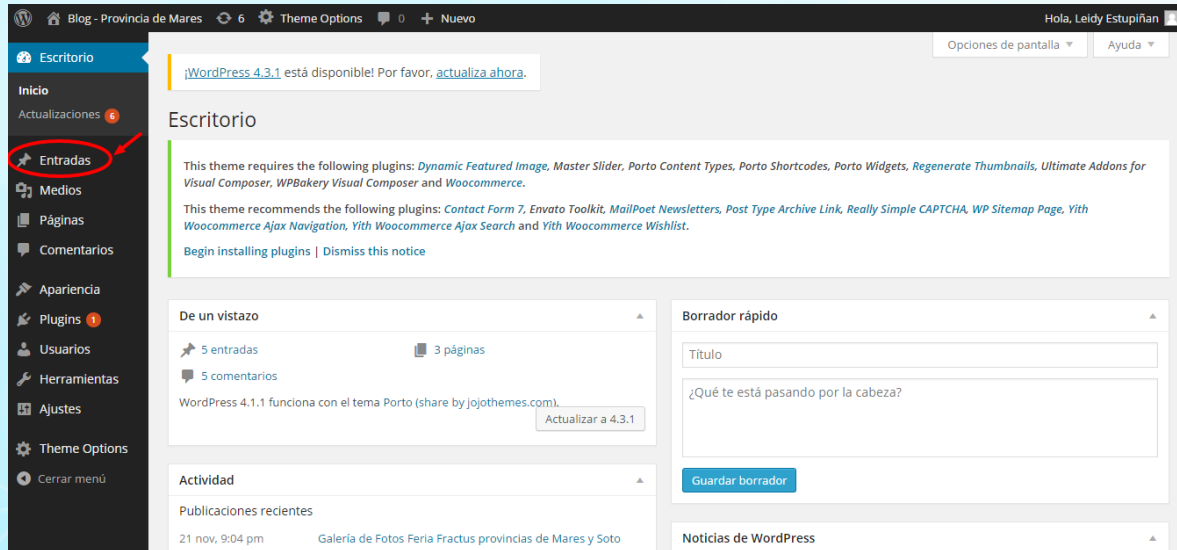 Blog - Provincia de Mares 6 Theme Options 0 + Nuevo Hola, Leidy Estupiñan
Escritorio
Inicio
Actualizaciones 6
Entradas
Medios
Páginas
Comentarios
Apariencia
Plugins 1
Usuarios
Herramientas
Ajustes
Theme Options
Cerrar menú
Opciones de pantalla Ayuda
¡WordPress 4.3.1 está disponible! Por favor, actualiza ahora.
Escritorio
This theme requires the following plugins: Dynamic Featured Image, Master Slider, Porto Content Types, Porto Shortcodes, Porto Widgets, Regenerate Thumbnails, Ultimate Addons for
Visual Composer, WPBakery Visual Composer and Woocommerce.
This theme recommends the following plugins: Contact Form 7, Envato Toolkit, MailPoet Newsletters, Post Type Archive Link, Really Simple CAPTCHA, WP Sitemap Page, Yith
Woocommerce Ajax Navigation, Yith Woocommerce Ajax Search and Yith Woocommerce Wishlist.
Begin installing plugins | Dismiss this notice
De un vistazo
5 entradas 3 páginas
5 comentarios
WordPress 4.1.1 funciona con el tema Porto (share by jojothemes.com).
Actualizar a 4.3.1
Actividad
Publicaciones recientes
21 nov, 9:04 pm Galería de Fotos Feria Fractus provincias de Mares y Soto
Borrador rápido
Título
¿Qué te está pasando por la cabeza?
Guardar borrador
Noticias de WordPress